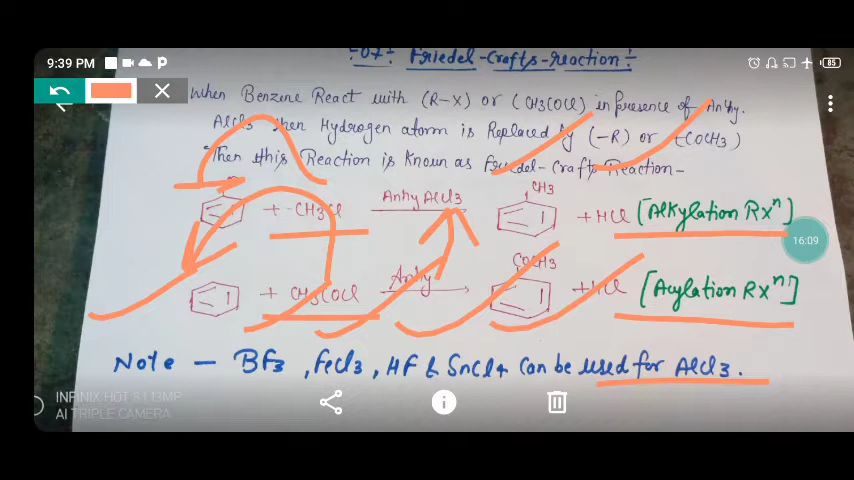 9:39 PM
85
-: 07 :- Friedel-Crafts-reaction :-
When Benzene React with (R-X) or (CH3COCl) in presence of Anhy.
AlCl3 then Hydrogen atom is Replaced by (-R) or (-COCH3)
Then this Reaction is known as Friedel-Crafts Reaction-
CH3
+ CH3Cl Anhy AlCl3 + HCl [Alkylation Rxn]
16:09
COCH3
+ CH3COCl Anhy + HCl [Acylation Rxn]
Note - BF3, FeCl3, HF & SnCl4 can be used for AlCl3.
INFINIX HOT 8 13MP
AI TRIPLE CAMERA